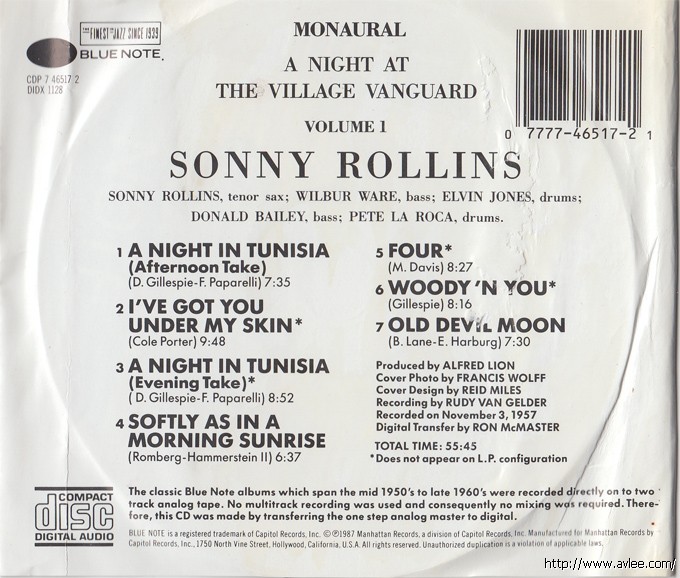 THE FINEST IN JAZZ SINCE 1939
BLUE NOTE.
CDP 7 46517 2
DIDX 1128
MONAURAL
A NIGHT AT
THE VILLAGE VANGUARD
VOLUME 1
0 7777-46517-2 1
SONNY ROLLINS
SONNY ROLLINS, tenor sax; WILBUR WARE, bass; ELVIN JONES, drums;
DONALD BAILEY, bass; PETE LA ROCA, drums.
1 A NIGHT IN TUNISIA
(Afternoon Take)
(D. Gillespie-F. Paparelli) 7:35
2 I'VE GOT YOU
UNDER MY SKIN*
(Cole Porter) 9:48
3 A NIGHT IN TUNISIA
(Evening Take)*
( D. Gillespie-F. Paparelli) 8:52
4 SOFTLY AS IN A
MORNING SUNRISE
(Romberg-Hammerstein II) 6:37
5 FOUR*
(M. Davis) 8:27
6 WOODY 'N YOU*
(Gillespie) 8:16
7 OLD DEVIL MOON
(B. Lane-E. Harburg) 7:30
Produced by ALFRED LION
Cover Photo by FRANCIS WOLFF
Cover Design by REID MILES
Recording by RUDY VAN GELDER
Recorded on November 3, 1957
Digital Transfer by RON McMASTER
TOTAL TIME: 55:45
*Does not appear on L.P. configuration
COMPACT
disc
DIGITAL AUDIO
The classic Blue Note albums which span the mid 1950's to late 1960's were recorded directly on to two
track analog tape. No multitrack recording was used and consequently no mixing was required. There-
fore, this CD was made by transferring the one step analog master to digital.
BLUE NOTE is a registered trademark of Capitol Records, Inc. ©℗1987 Manhattan Records, a division of Capitol Records, Inc. Manufactured for Manhattan Records by
Capitol Records, Inc., 1750 North Vine Street, Hollywood, California, U.S.A. All rights reserved. Unauthorized duplication is a violation of applicable laws.
http://www.avlee.com/